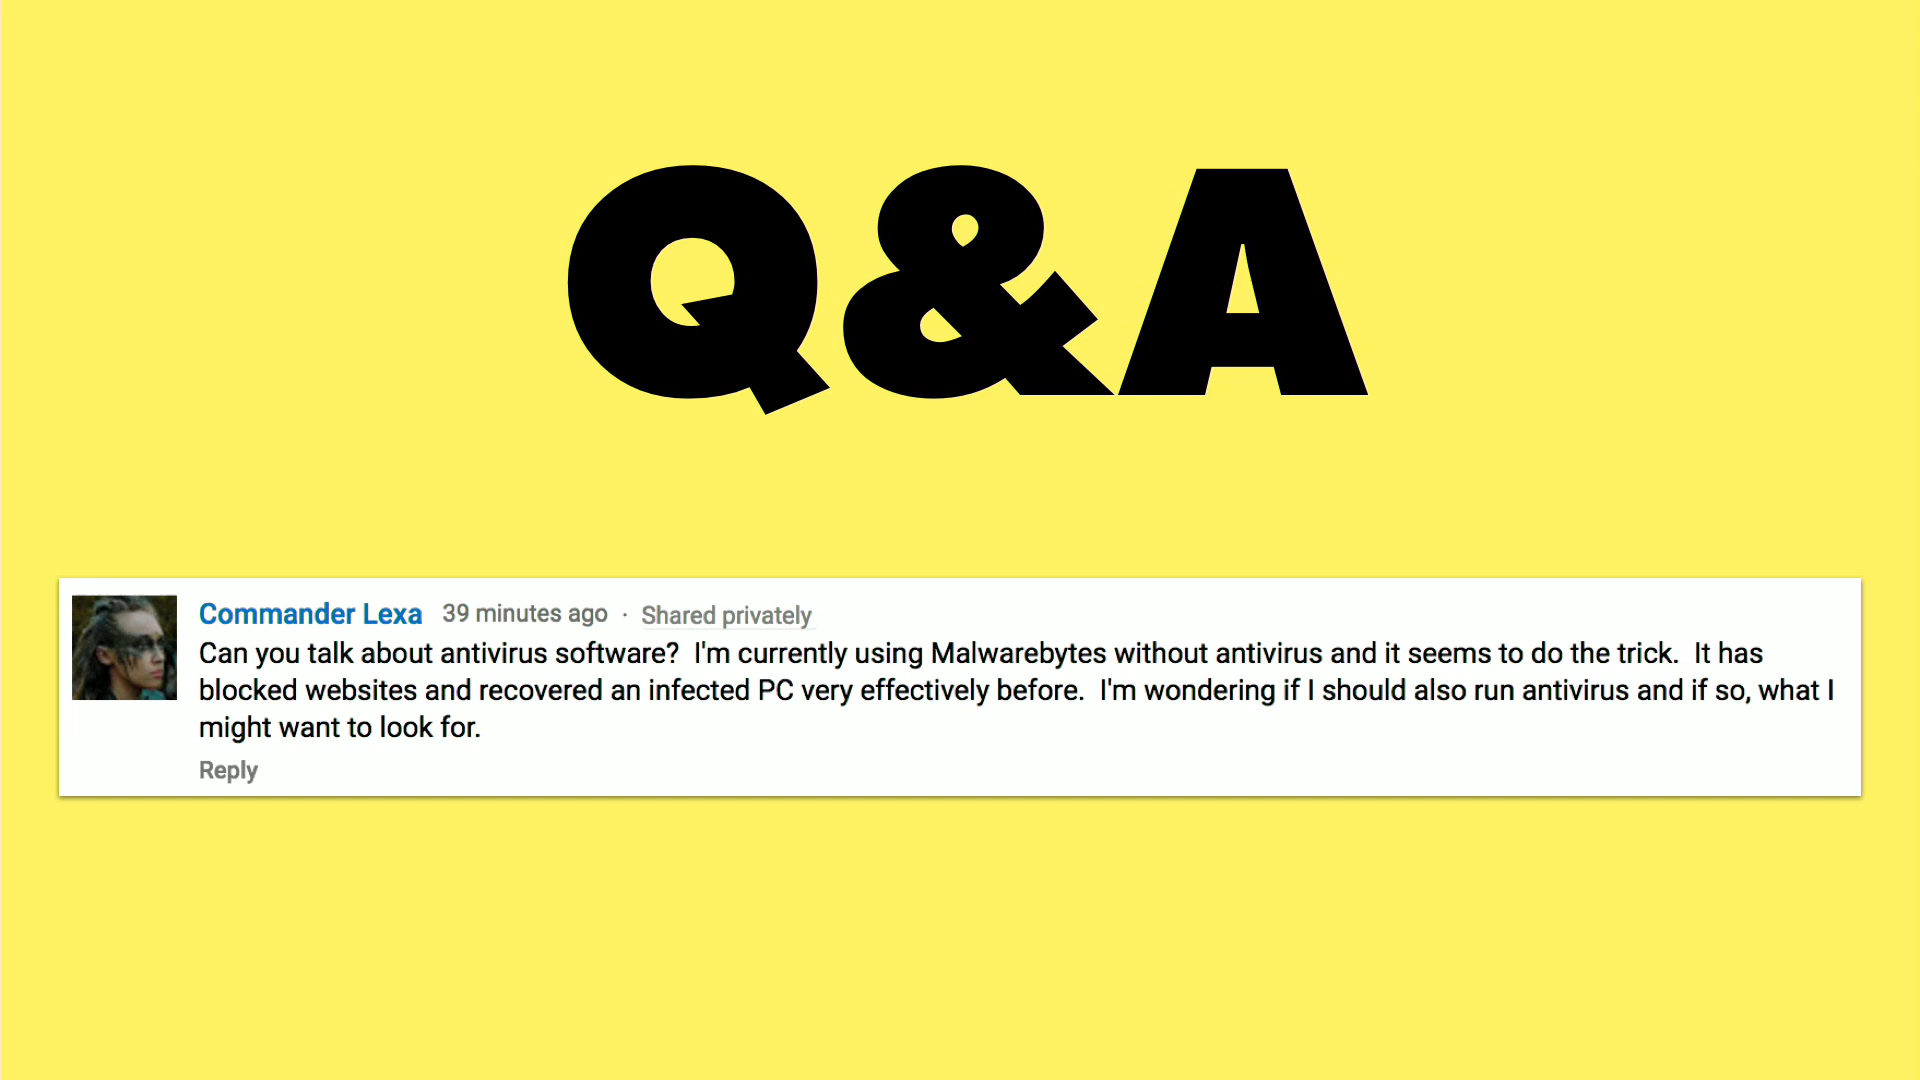 Q&A
Commander Lexa 39 minutes ago · Shared privately
Can you talk about antivirus software?  I'm currently using Malwarebytes without antivirus and it seems to do the trick.  It has
blocked websites and recovered an infected PC very effectively before.  I'm wondering if I should also run antivirus and if so, what I
might want to look for.
Reply